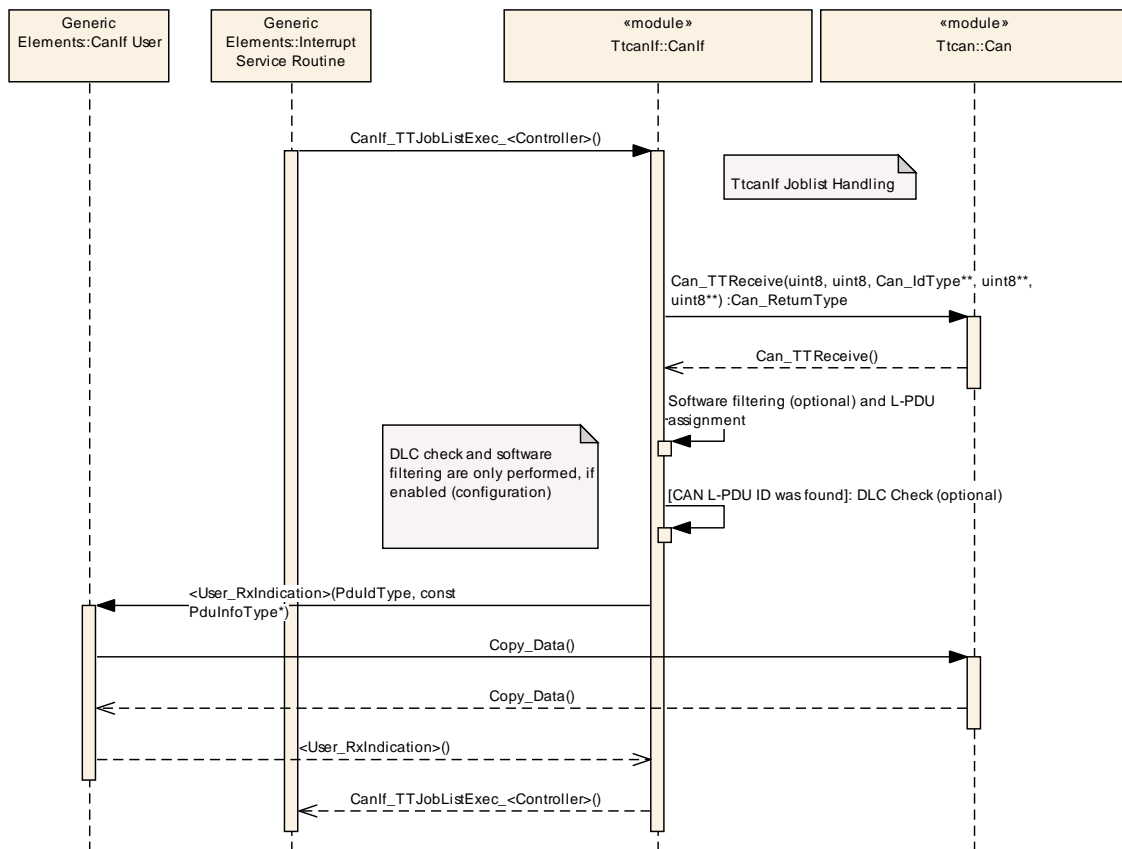 Generic
Elements::CanIf User
Generic
Elements::Interrupt
Service Routine
«module»
TtcanIf::CanIf
«module»
Ttcan::Can
CanIf_TTJobListExec_<Controller>()
TtcanIf Joblist Handling
Can_TTReceive(uint8, uint8, Can_IdType**, uint8**,
uint8**) :Can_ReturnType
Can_TTReceive()
Software filtering (optional) and L-PDU
assignment
DLC check and software
filtering are only performed, if
enabled (configuration)
[CAN L-PDU ID was found]: DLC Check (optional)
<User_RxIndication>(PduIdType, const
PduInfoType*)
Copy_Data()
Copy_Data()
<User_RxIndication>()
CanIf_TTJobListExec_<Controller>()